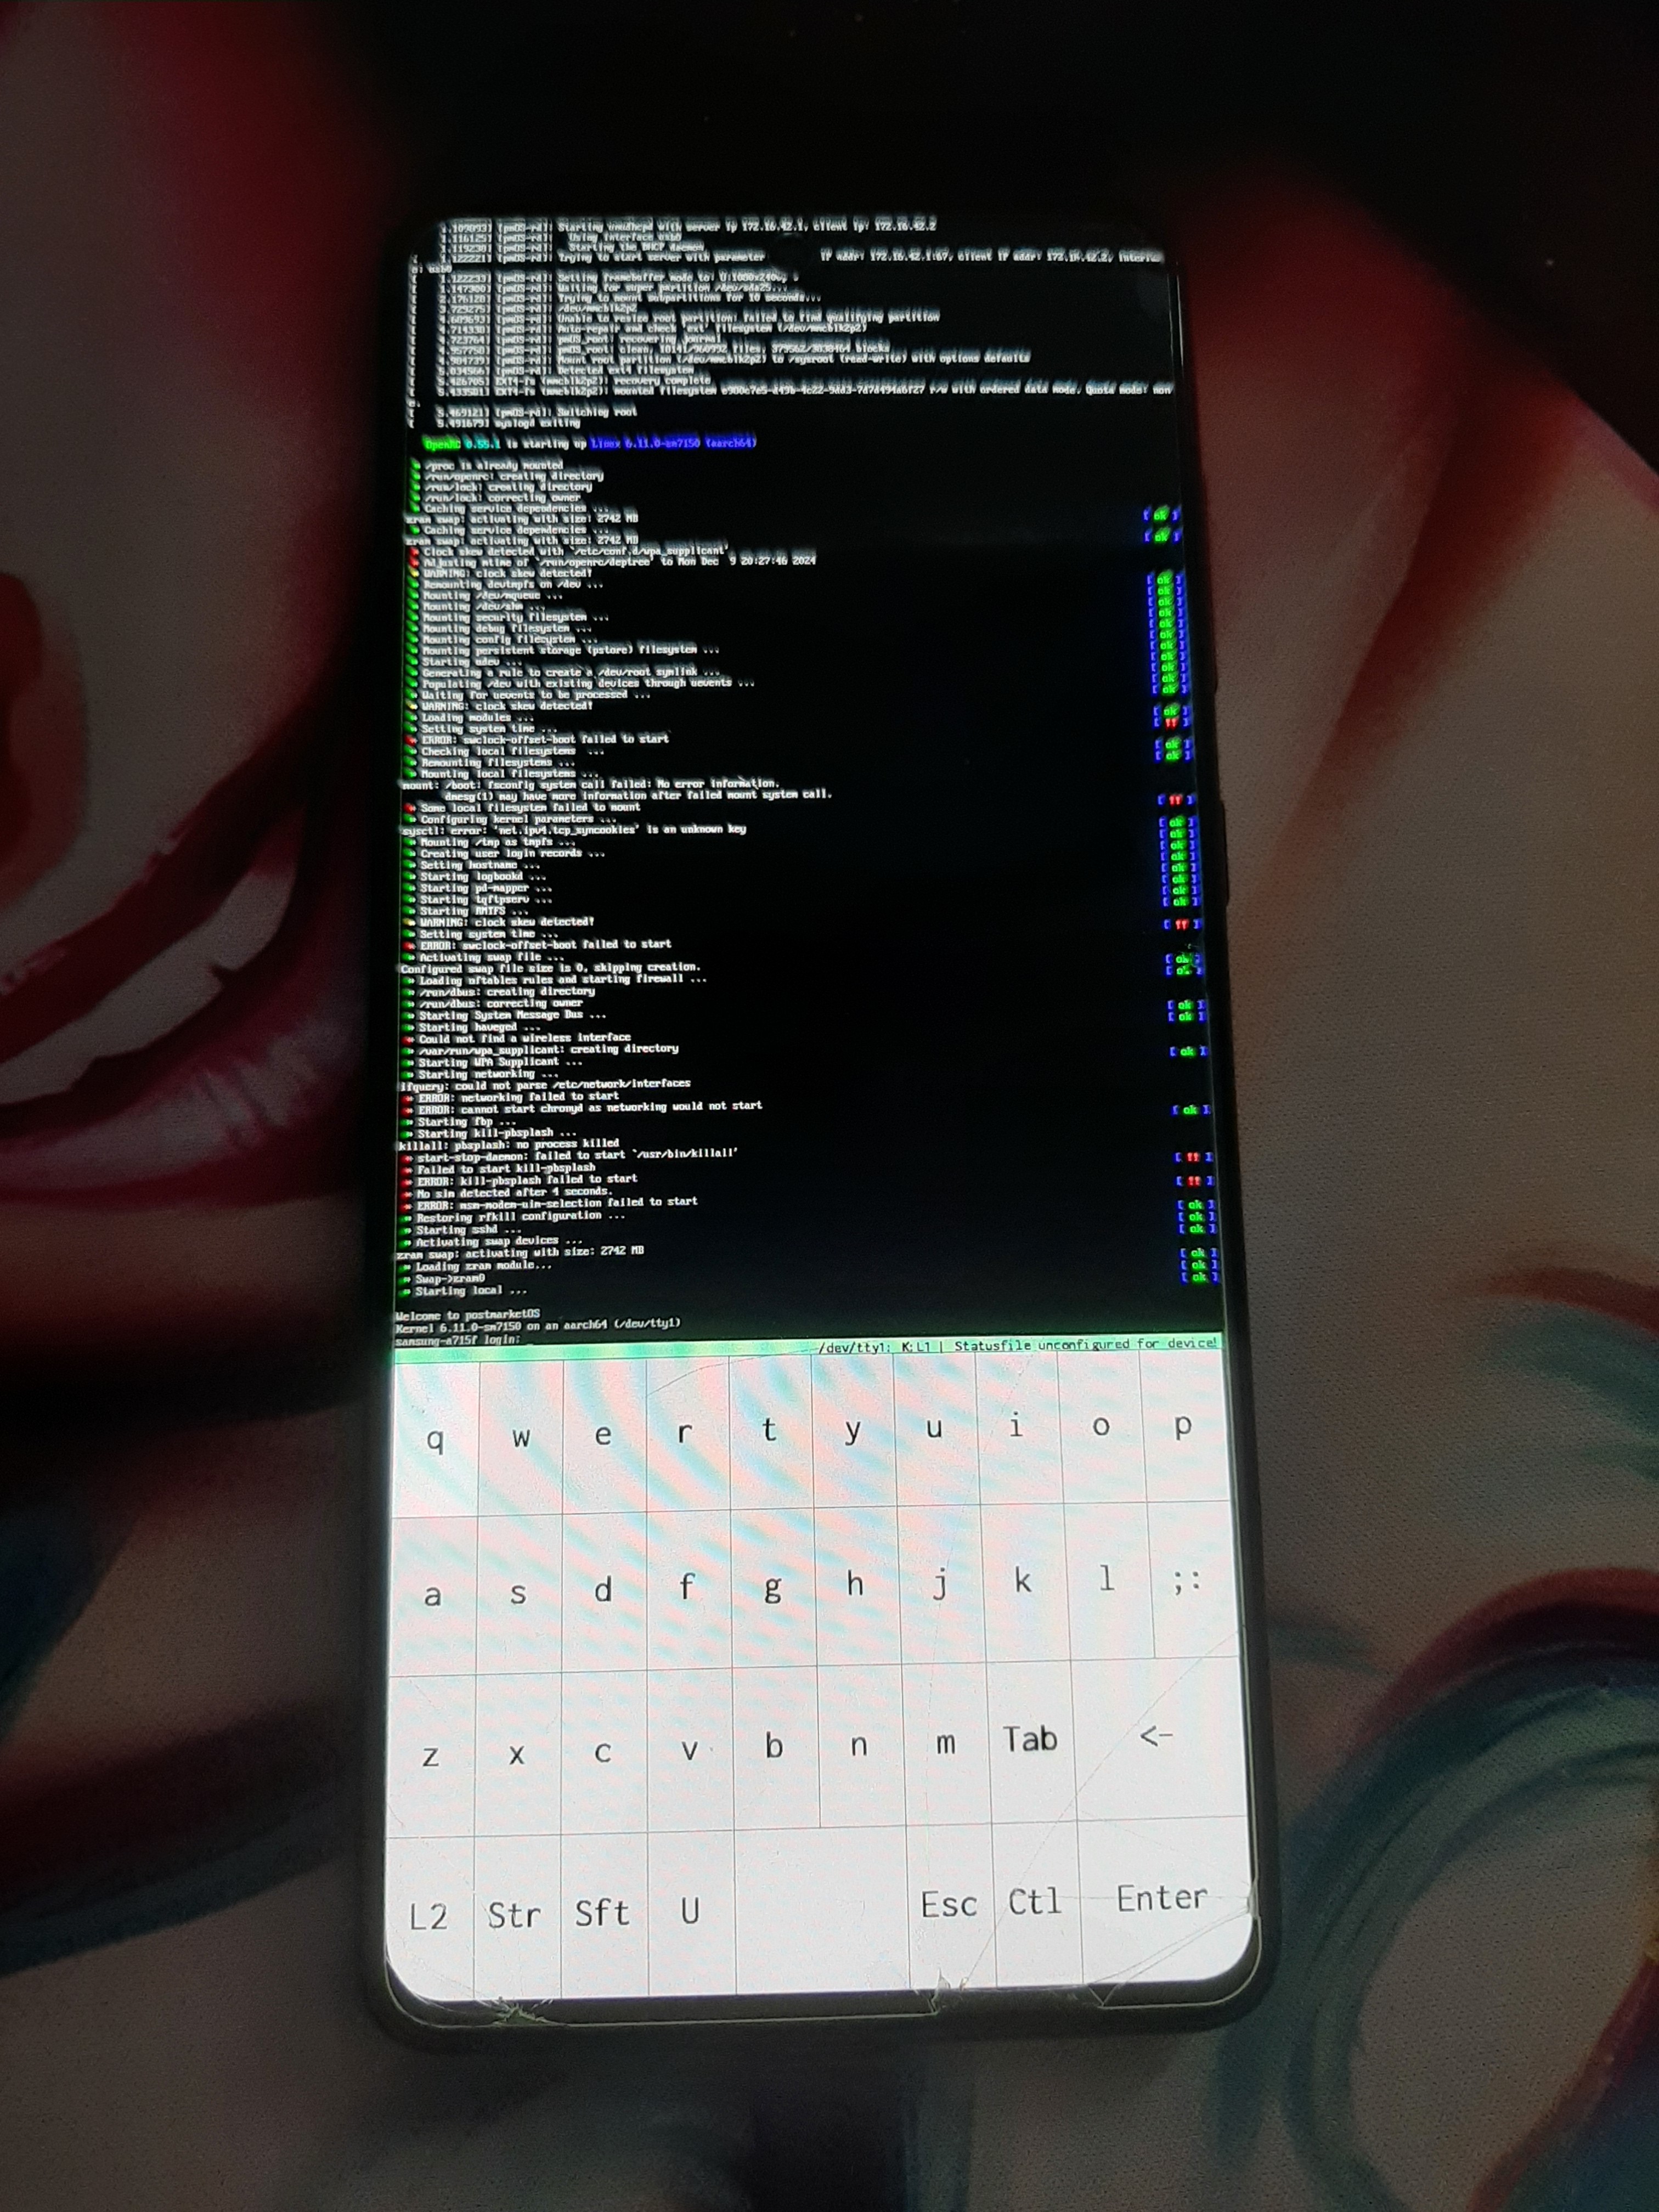 3.109093] [pmOS-rd]: Starting unudhcpd with server ip 172.16.42.1, client ip: 172.16.42.2
3.116125] [pmOS-rd]: Using interface usb0
3.119230] [pmOS-rd]: Starting the DHCP daemon
[ 3.122221] [pmOS-rd]: Trying to start server with parameter IP addr: 172.16.42.1:67, client IP addr: 172.16.42.2, interfac
e: usb0
[ 3.122233] [pmOS-rd]: Setting framebuffer mode to: U:1080x2400
[pmOS-rd]: Waiting for super partition /dev/sda25...
[ 2.176120] [pmOS-rd]: Trying to mount subpartitions for 10 seconds...
[ 3.729275] [pmOS-rd]: /dev/mmcblk2p2
[ 4.609693] [pmOS-rd]: Unable to resize root partition: failed to find qualifying partition
[ 4.714330] [pmOS-rd]: Auto-repair and check 'ext' filesystem (/dev/mmcblk2p2)
[ 4.723764] [pmOS-rd]: pmOS_root: recovering journal
[pmOS-rd]: pmOS_root: clean, files, blocks
[pmOS-rd]: Mount root partition (/dev/mmcblk2p2) to /sysroot (read-write) with options defaults
[pmOS-rd]: Detected ext4 filesystem
[ 5.426705] EXT4-fs (mmcblk2p2): recovery complete
[ 5.433501] EXT4-fs (mmcblk2p2): mounted filesystem r/w with ordered data mode. Quota mode: non
e.
[ 5.469121] [pmOS-rd]: Switching root
[ 5.491679] syslogd exiting
OpenRC 0.55.1 is starting up Linux 6.11.0-sm7150 (aarch64)
* /proc is already mounted
* /run/openrc: creating directory
* /run/lock: creating directory
* /run/lock: correcting owner
* Caching service dependencies ...
zram swap: activating with size: 2742 MB [ ok ]
* Caching service dependencies ...
zram swap: activating with size: 2742 MB [ ok ]
* Clock skew detected with `/etc/conf.d/wpa_supplicant'
* Adjusting mtime of `/run/openrc/deptree' to Mon Dec  9 20:27:46 2024
* WARNING: clock skew detected!
* Remounting devtmpfs on /dev ... [ ok ]
* Mounting /dev/mqueue ... [ ok ]
* Mounting /dev/shm ... [ ok ]
* Mounting security filesystem ... [ ok ]
* Mounting debug filesystem ... [ ok ]
* Mounting config filesystem ... [ ok ]
* Mounting persistent storage (pstore) filesystem ... [ ok ]
* Starting udev ... [ ok ]
* Generating a rule to create a /dev/root symlink ... [ ok ]
* Populating /dev with existing devices through uevents ... [ ok ]
* Waiting for uevents to be processed ... [ ok ]
* WARNING: clock skew detected!
* Loading modules ... [ ok ]
* Setting system time ... [ !! ]
* ERROR: swclock-offset-boot failed to start
* Checking local filesystems ... [ ok ]
* Remounting filesystems ... [ ok ]
* Mounting local filesystems ...
mount: /boot: fsconfig system call failed: No error information.
dmesg(1) may have more information after failed mount system call.
* Some local filesystem failed to mount [ !! ]
* Configuring kernel parameters ...
sysctl: error: 'net.ipv4.tcp_syncookies' is an unknown key [ ok ]
* Mounting /tmp as tmpfs ... [ ok ]
* Creating user login records ... [ ok ]
* Setting hostname ... [ ok ]
* Starting logbookd ... [ ok ]
* Starting pd-mapper ... [ ok ]
* Starting tqftpserv ... [ ok ]
* Starting RMTFS ... [ ok ]
* WARNING: clock skew detected!
* Setting system time ... [ !! ]
* ERROR: swclock-offset-boot failed to start
* Activating swap file ...
Configured swap file size is 0, skipping creation. [ ok ]
* Loading nftables rules and starting firewall ... [ ok ]
* /run/dbus: creating directory
* /run/dbus: correcting owner
* Starting System Message Bus ... [ ok ]
* Starting haveged ... [ ok ]
* Could not find a wireless interface
* /var/run/wpa_supplicant: creating directory
* Starting WPA Supplicant ... [ ok ]
* Starting networking ...
ifquery: could not parse /etc/network/interfaces
* ERROR: networking failed to start
* ERROR: cannot start chronyd as networking would not start
* Starting fbp ... [ ok ]
* Starting kill-pbsplash ...
killall: pbsplash: no process killed
* start-stop-daemon: failed to start `/usr/bin/killall'
* Failed to start kill-pbsplash [ !! ]
* ERROR: kill-pbsplash failed to start
* No sim detected after 4 seconds. [ !! ]
* ERROR: msm-modem-uim-selection failed to start
* Restoring rfkill configuration ... [ ok ]
* Starting sshd ... [ ok ]
* Activating swap devices ... [ ok ]
zram swap: activating with size: 2742 MB
* Loading zram module... [ ok ]
* Swap->zram0 [ ok ]
* Starting local ... [ ok ]
Welcome to postmarketOS
Kernel 6.11.0-sm7150 on an aarch64 (/dev/tty1)
samsung-a715f login:
/dev/tty1: K:L1 | Statusfile unconfigured for device!
q w e r t y u i o p
a s d f g h j k l ;:
z x c v b n m Tab <-
L2 Str Sft U Esc Ctl Enter